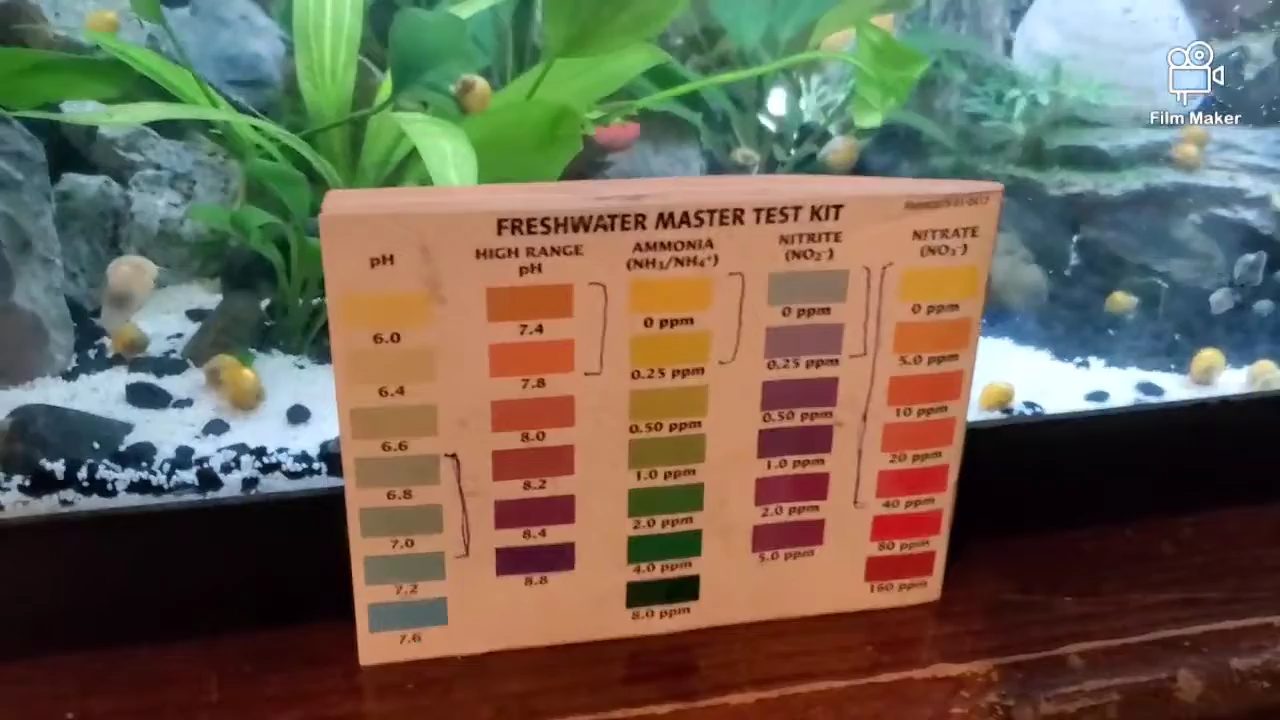 Film Maker
FRESHWATER MASTER TEST KIT
pH
6.0
6.4
6.6
6.8
7.0
7.2
7.6
HIGH RANGE
pH
7.4
7.8
8.0
8.2
8.4
8.8
AMMONIA
(NH₃/NH₄⁺)
0 ppm
0.25 ppm
0.50 ppm
1.0 ppm
2.0 ppm
4.0 ppm
8.0 ppm
NITRITE
(NO₂⁻)
0 ppm
0.25 ppm
0.50 ppm
1.0 ppm
2.0 ppm
5.0 ppm
NITRATE
(NO₃⁻)
0 ppm
5.0 ppm
10 ppm
20 ppm
40 ppm
80 ppm
160 ppm